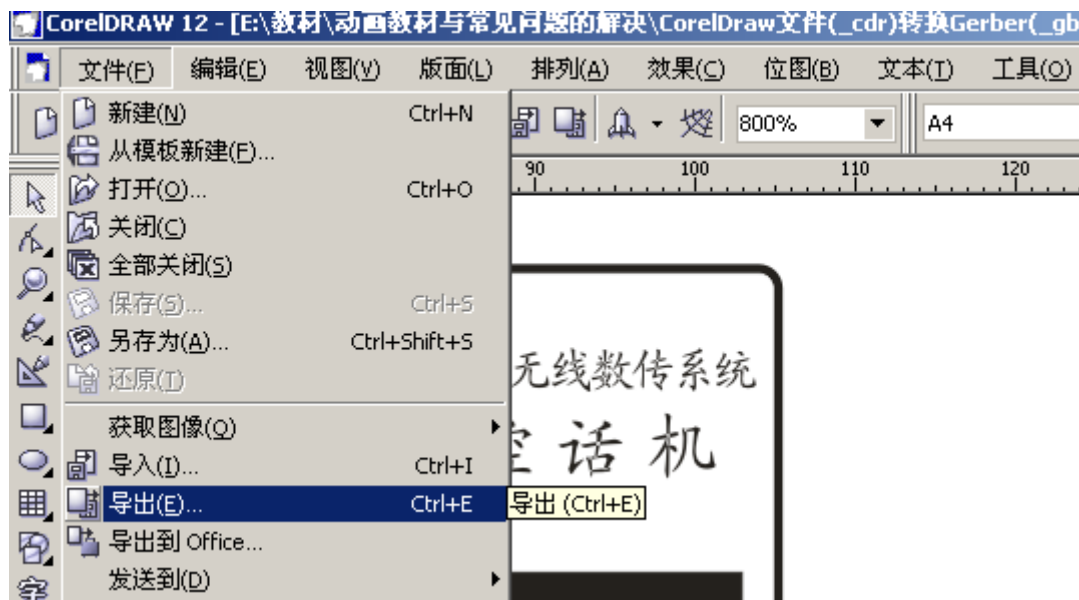 CorelDRAW 12 - [E:\教材\动画教材与常见问题的解决\CorelDraw文件(_cdr)转换Gerber(_gb
文件(F) 编辑(E) 视图(V) 版面(L) 排列(A) 效果(C) 位图(B) 文本(T) 工具(O)
新建(N) Ctrl+N
800% A4
从模板新建(F)...
90 100 110 120
打开(O)... Ctrl+O
关闭(C)
全部关闭(S)
保存(S)... Ctrl+S
另存为(A)... Ctrl+Shift+S
无线数传系统
还原(T)
获取图像(Q)
话 机
导入(I)... Ctrl+I
导出(E)... Ctrl+E
导出 (Ctrl+E)
导出到 Office...
发送到(D)
字